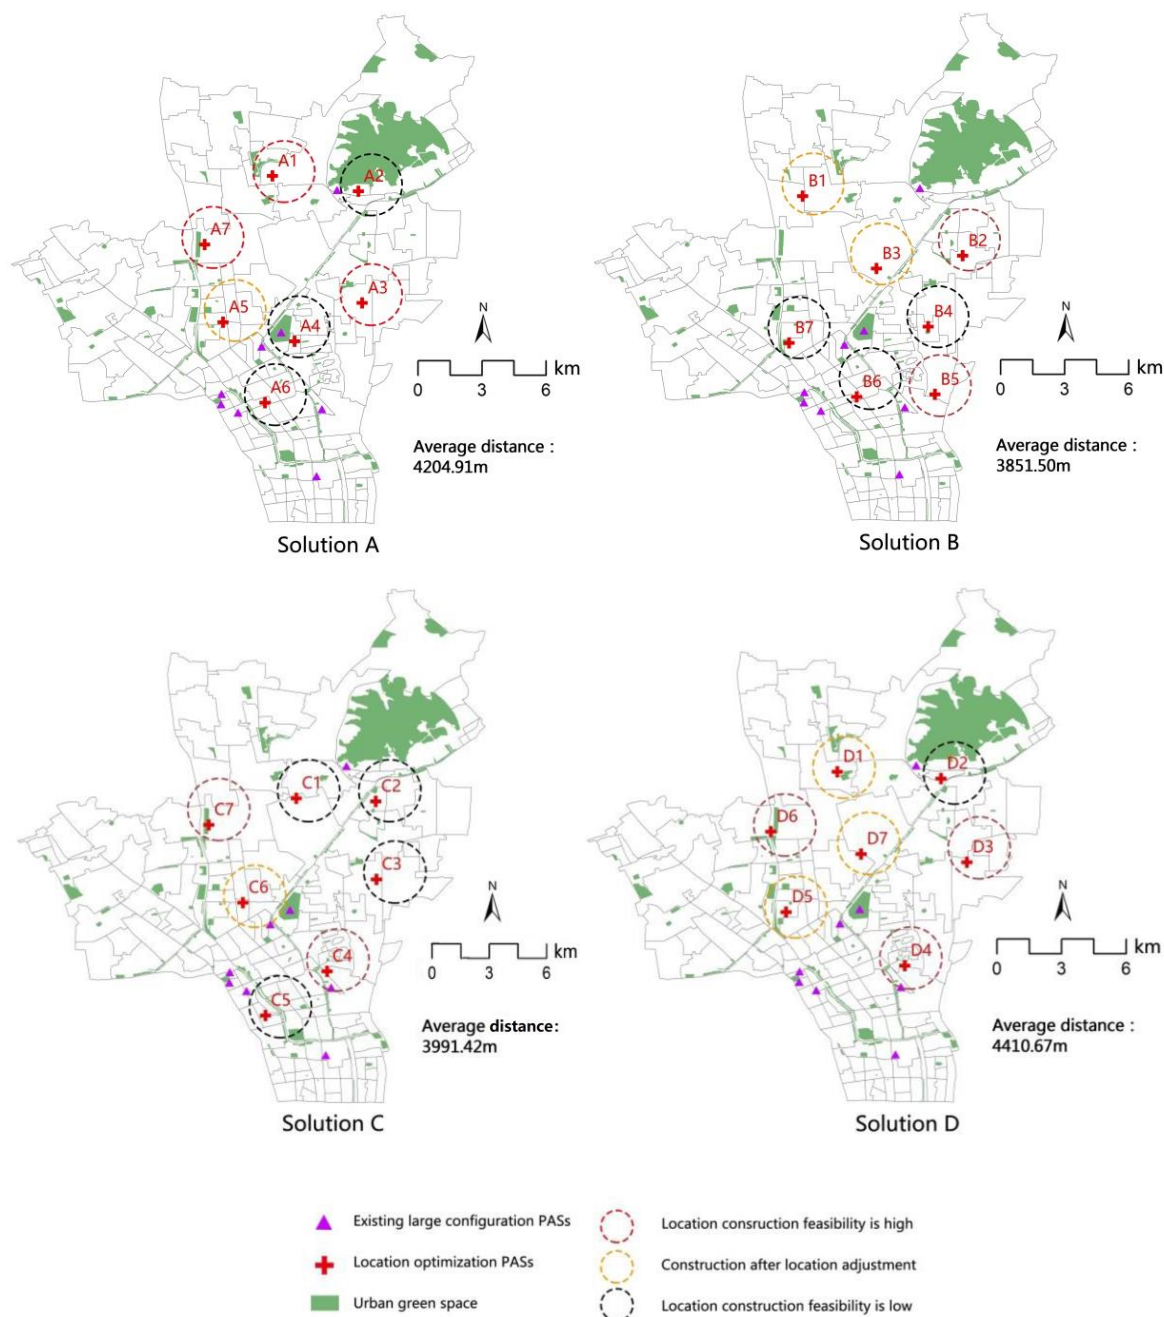 A1
A2
A7
A3
A5
A4
A6
N
km
0 3 6
Average distance :
4204.91m
Solution A
B1
B2
B3
B4
B7
B6
B5
N
km
0 3 6
Average distance :
3851.50m
Solution B
C1
C2
C7
C3
C6
C4
C5
N
km
0 3 6
Average distance:
3991.42m
Solution C
D1
D2
D6
D7
D3
D5
D4
N
km
0 3 6
Average distance :
4410.67m
Solution D
Existing large configuration PASs
Location consruction feasibility is high
Location optimization PASs
Construction after location adjustment
Urban green space
Location construction feasibility is low